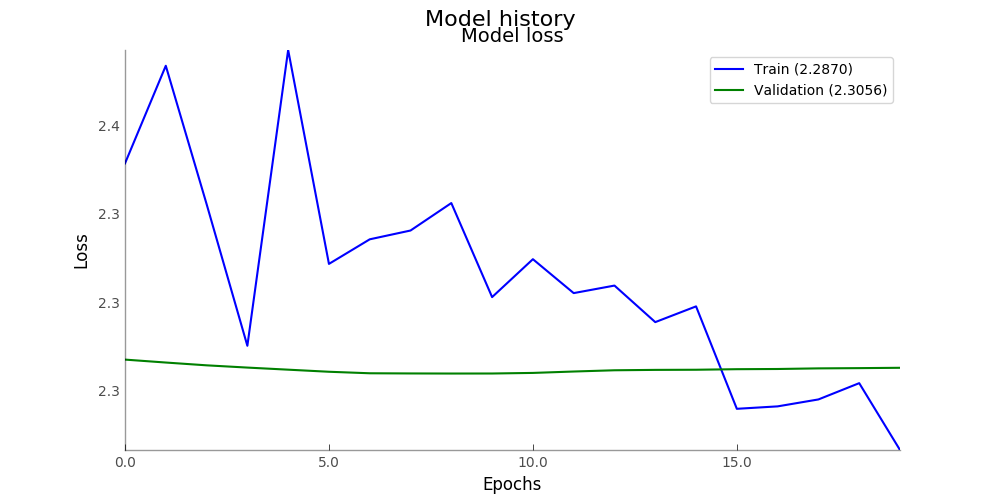 Model history
Model loss
Train (2.2870)
Validation (2.3056)
2.4
2.3
2.3
2.3
Loss
0.0 5.0 10.0 15.0
Epochs